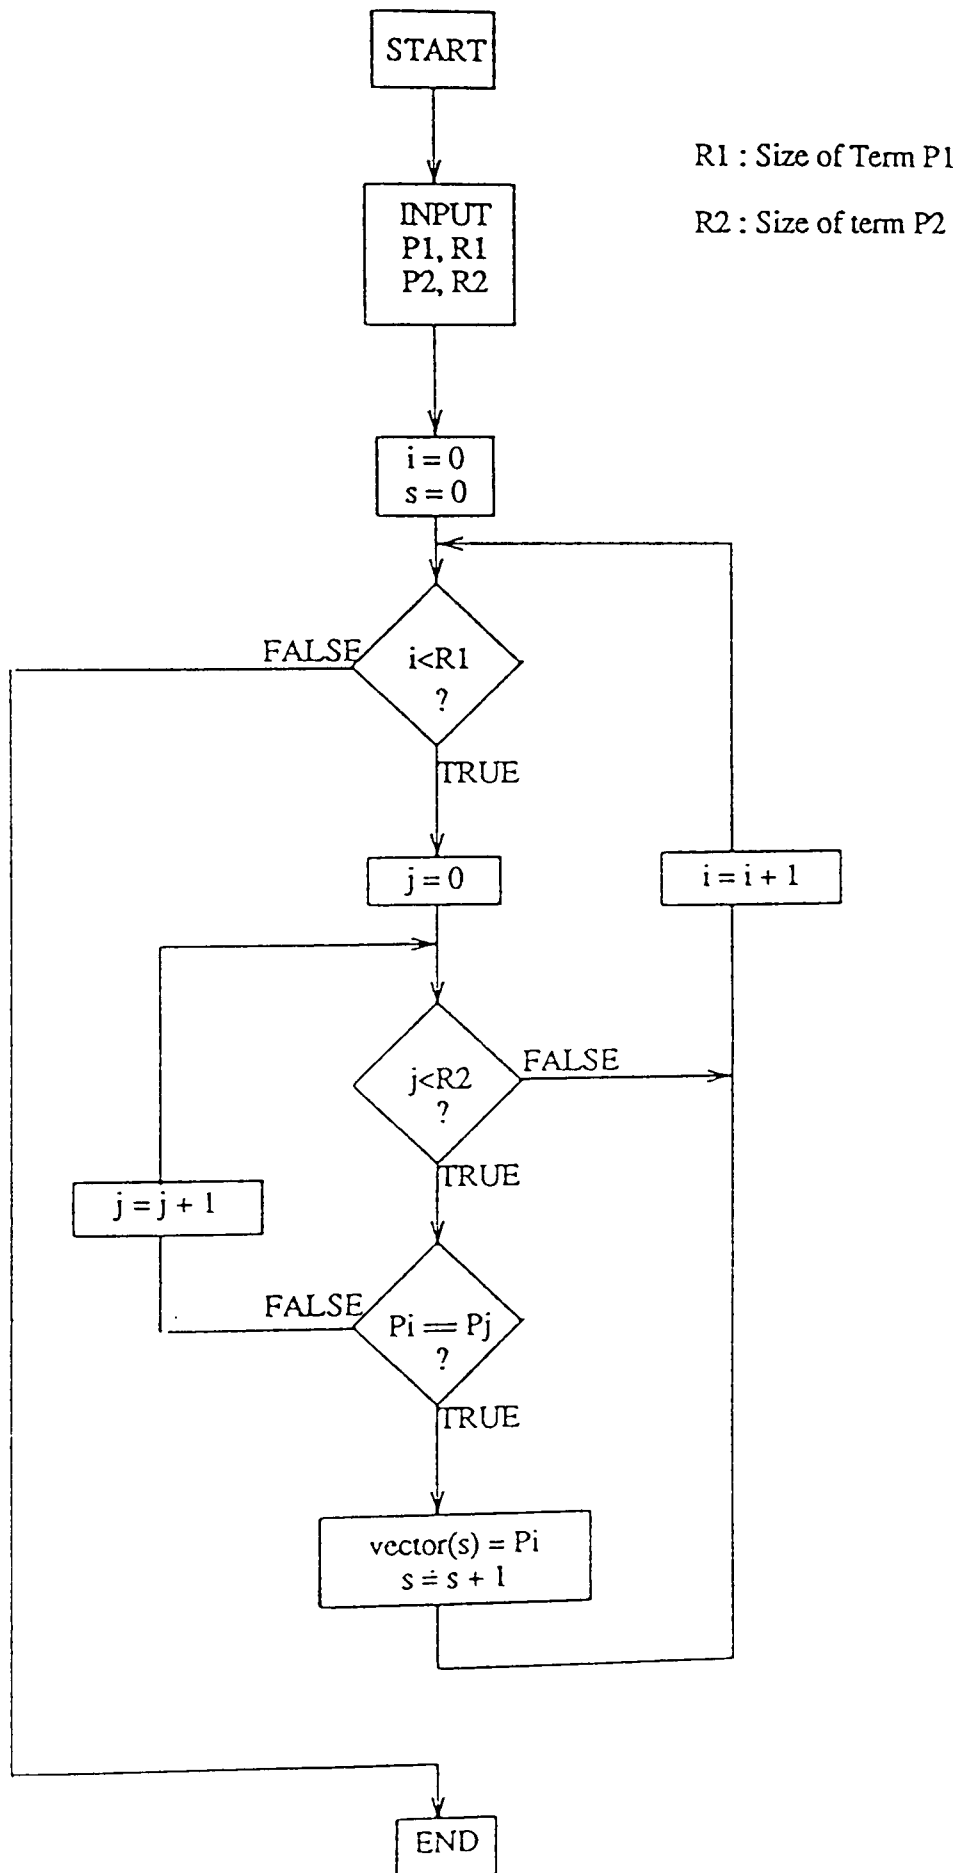 START
R1 : Size of Term P1
INPUT
P1, R1
P2, R2
R2 : Size of term P2
i = 0
s = 0
FALSE
i<R1
?
TRUE
j = 0
i = i + 1
j<R2
?
FALSE
TRUE
j = j + 1
FALSE
Pi == Pj
?
TRUE
vector(s) = Pi
s = s + 1
END